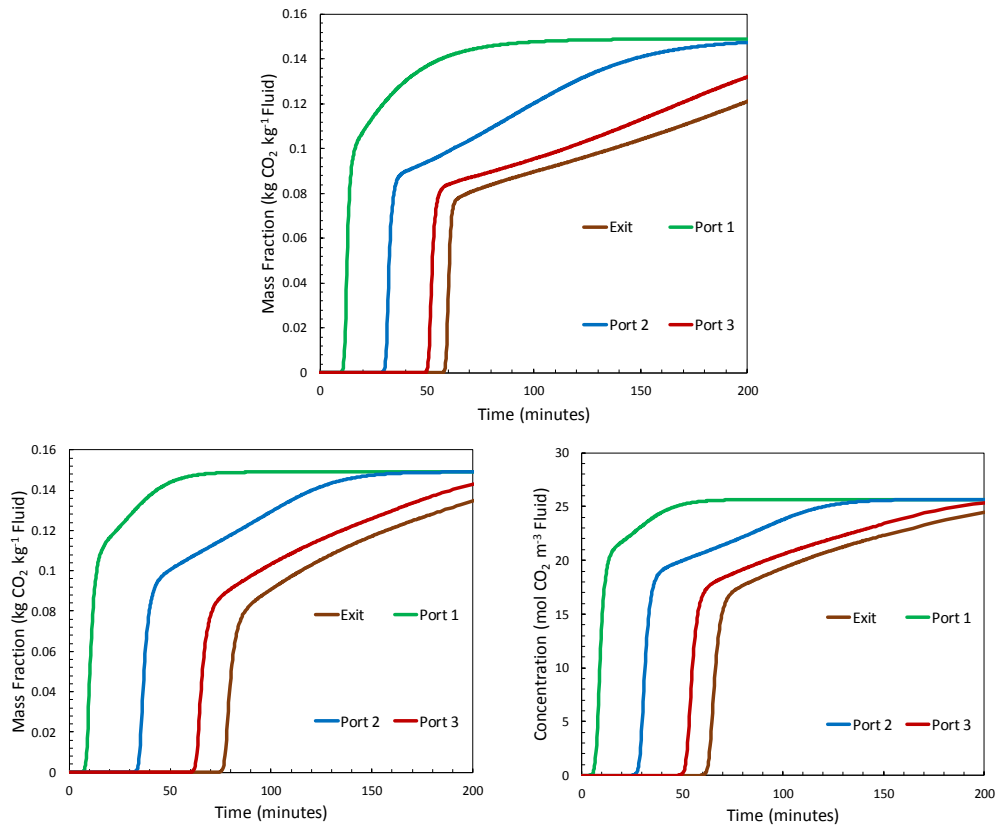 0.16
0.14
0.12
0.1
0.08
0.06
0.04
0.02
0
Mass Fraction (kg CO₂ kg⁻¹ Fluid)
Exit
Port 1
Port 2
Port 3
0 50 100 150 200
Time (minutes)
0.16
0.14
0.12
0.1
0.08
0.06
0.04
0.02
0
Mass Fraction (kg CO₂ kg⁻¹ Fluid)
Exit
Port 1
Port 2
Port 3
0 50 100 150 200
Time (minutes)
30
25
20
15
10
5
0
Concentration (mol CO₂ m⁻³ Fluid)
Exit
Port 1
Port 2
Port 3
0 50 100 150 200
Time (minutes)